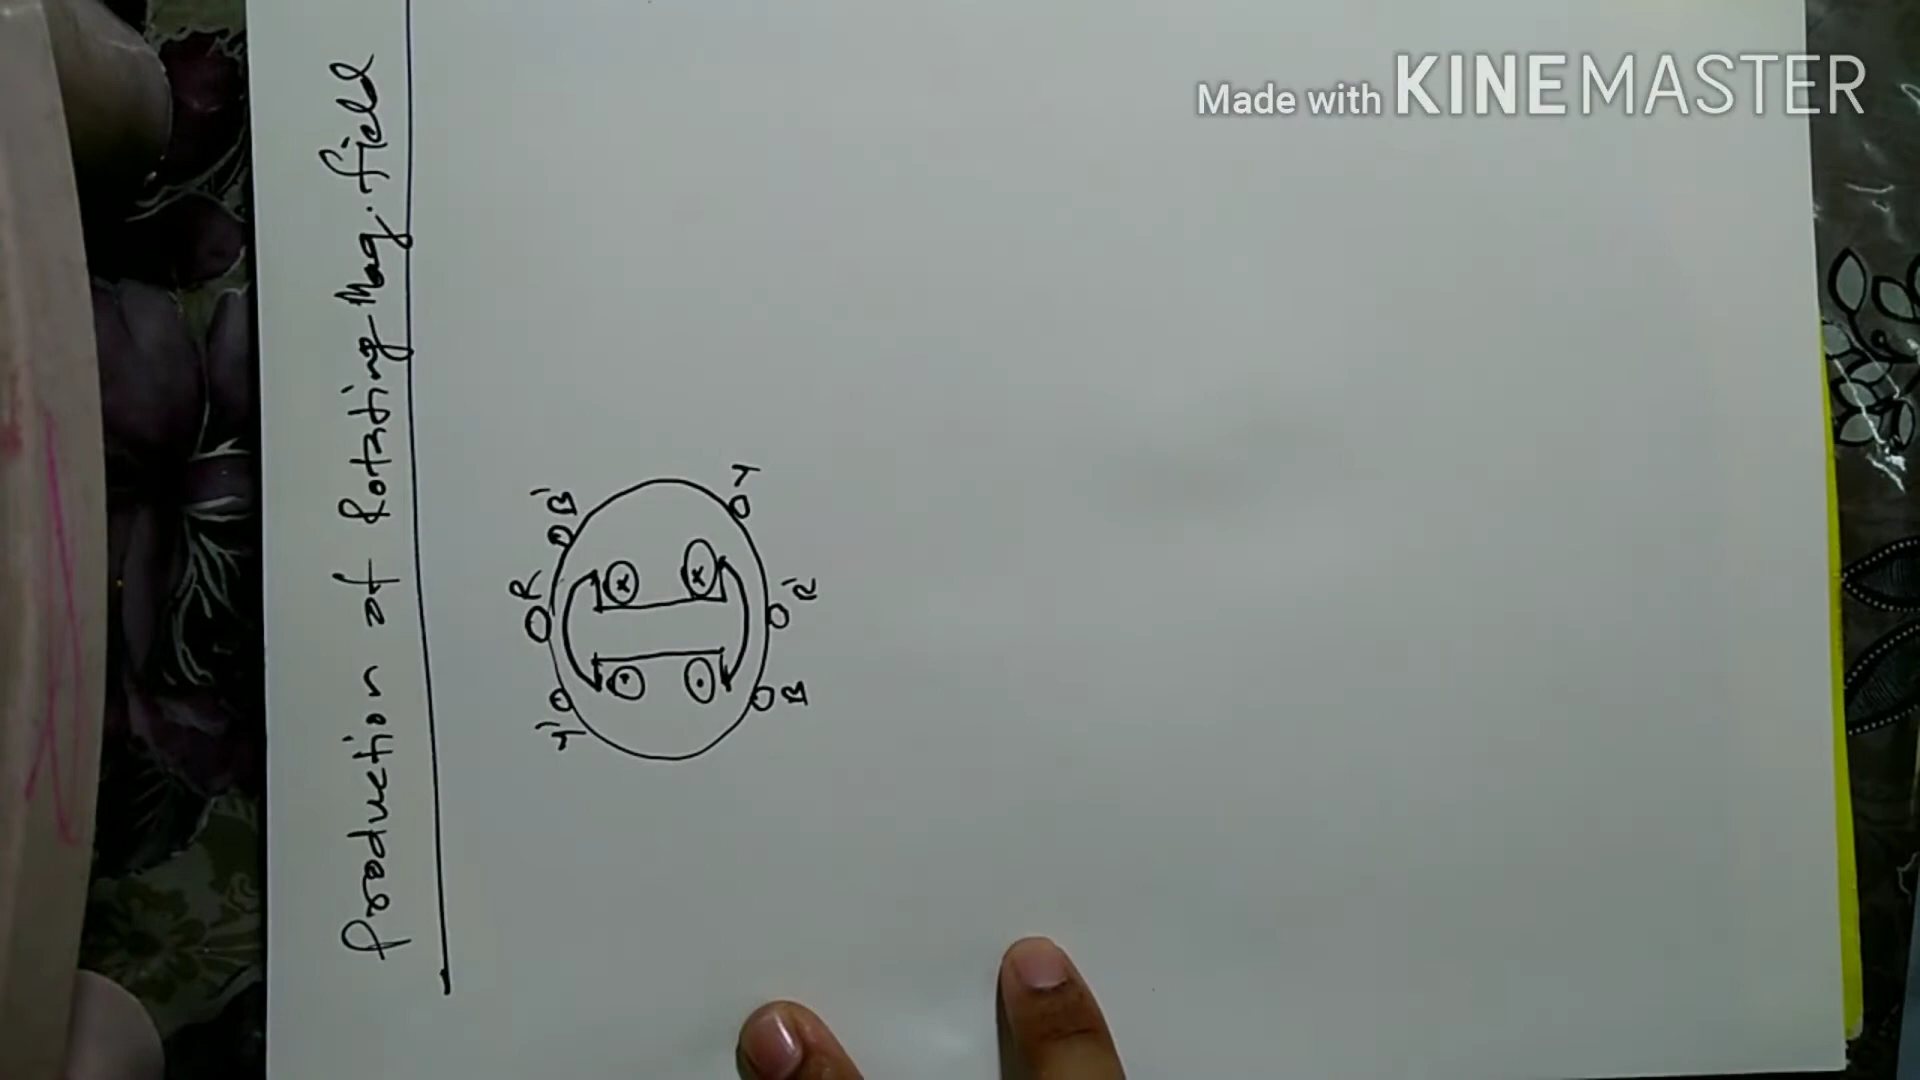 Made with KINEMASTER
Production of Rotating Mag. field
B'
Y
R
R'
Y'
B